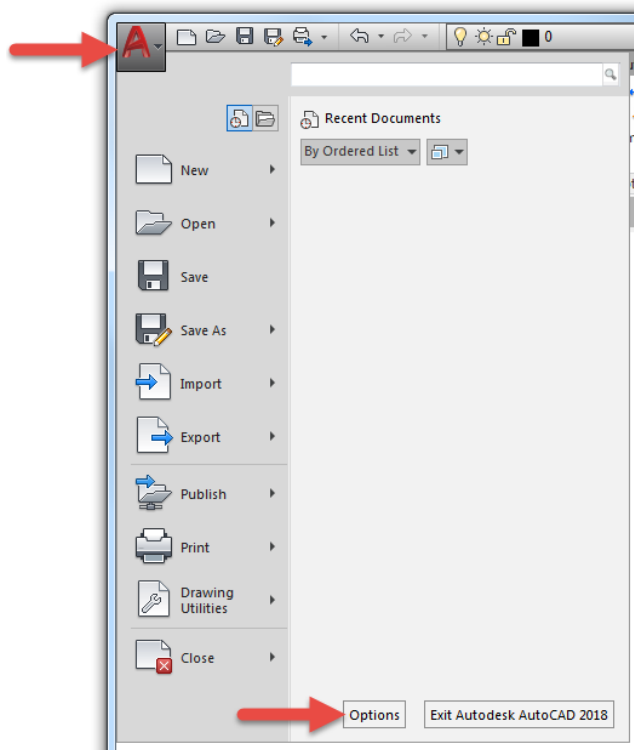 A
0
Recent Documents
By Ordered List
New
Open
Save
Save As
Import
Export
Publish
Print
Drawing
Utilities
Close
Options
Exit Autodesk AutoCAD 2018